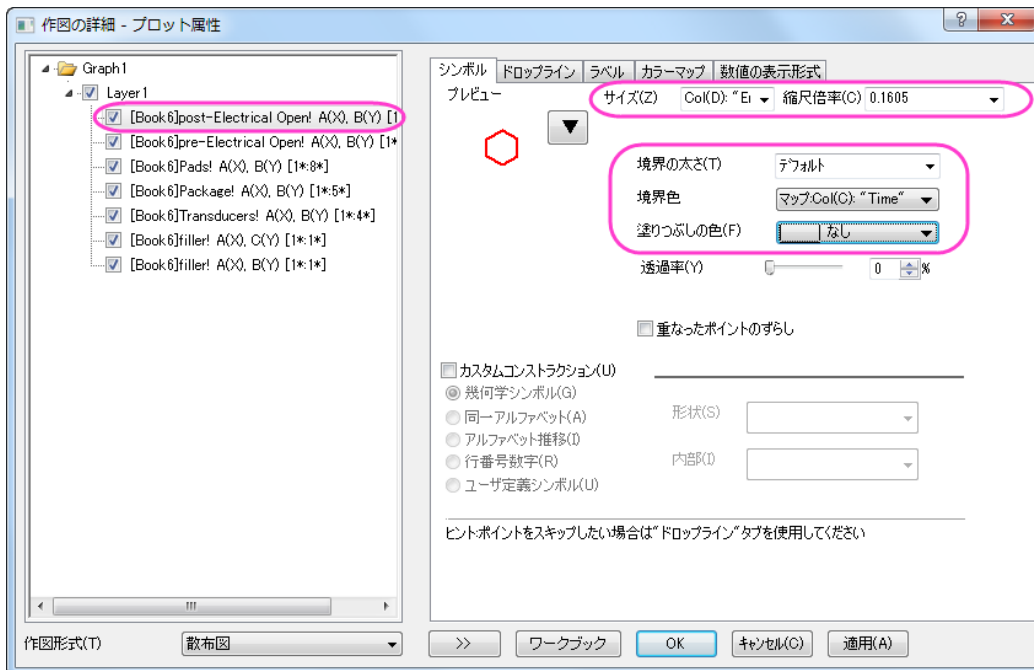 作図の詳細 - プロット属性
Graph1
Layer1
[Book6]post-Electrical Open! A(X), B(Y) [1
[Book6]pre-Electrical Open! A(X), B(Y) [1*
[Book6]Pads! A(X), B(Y) [1*:8*]
[Book6]Package! A(X), B(Y) [1*:5*]
[Book6]Transducers! A(X), B(Y) [1*:4*]
[Book6]filler! A(X), C(Y) [1*:1*]
[Book6]filler! A(X), B(Y) [1*:1*]
作図形式(T) 散布図
シンボル ドロップライン ラベル カラーマップ 数値の表示形式
プレビュー
サイズ(Z) Col(D): "Er 縮尺倍率(C) 0.1605
境界の太さ(T) デフォルト
境界色 マップ:Col(C): "Time"
塗りつぶしの色(F) なし
透過率(Y) 0 %
重なったポイントのずらし
カスタムコンストラクション(U)
幾何学シンボル(G)
同一アルファベット(A)
アルファベット推移(I)
行番号数字(R)
ユーザ定義シンボル(U)
形状(S)
内部(I)
ヒント:ポイントをスキップしたい場合は"ドロップライン"タブを使用してください
>> ワークブック OK キャンセル(C) 適用(A)